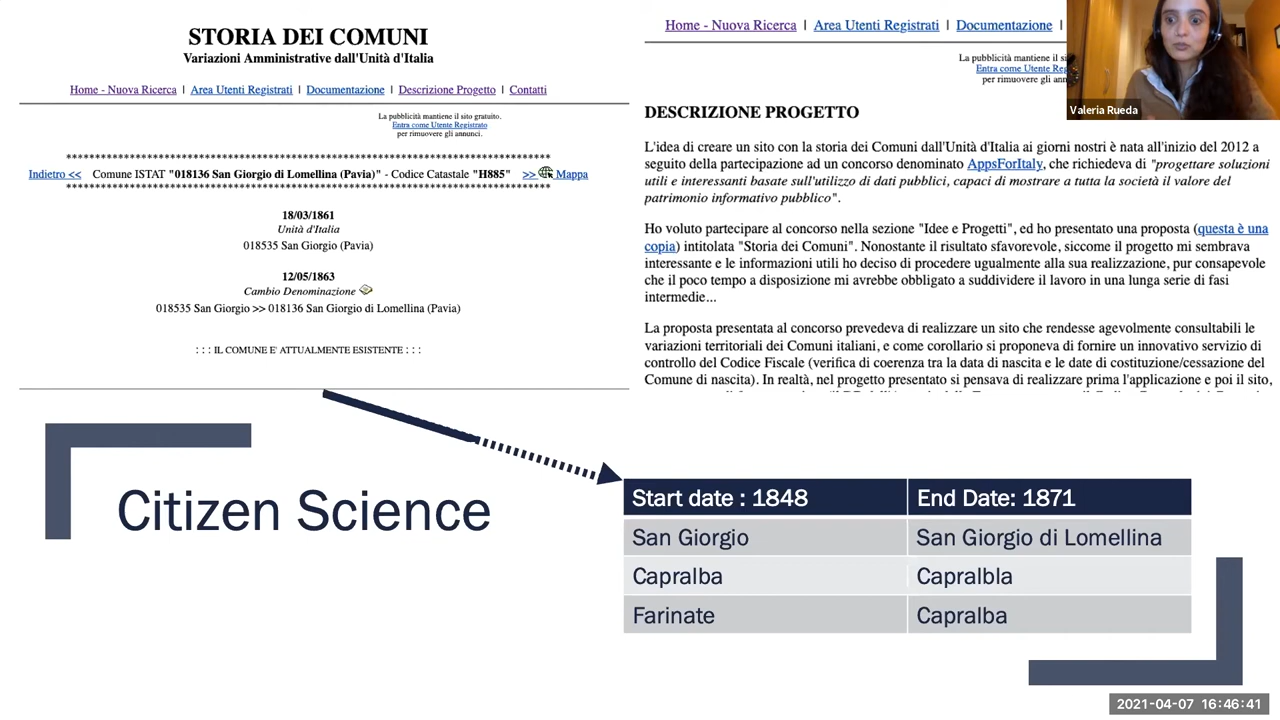 STORIA DEI COMUNI
Variazioni Amministrative dall'Unità d'Italia
Home - Nuova Ricerca | Area Utenti Registrati | Documentazione | Descrizione Progetto | Contatti
La pubblicità mantiene il sito gratuito.
Entra come Utente Registrato
per rimuovere gli annunci.
************************************************************************************
Indietro << Comune ISTAT "018136 San Giorgio di Lomellina (Pavia)" - Codice Catastale "H885" >> Mappa
************************************************************************************
18/03/1861
Unità d'Italia
018535 San Giorgio (Pavia)
12/05/1863
Cambio Denominazione
018535 San Giorgio >> 018136 San Giorgio di Lomellina (Pavia)
: : : IL COMUNE E' ATTUALMENTE ESISTENTE : : :
Home - Nuova Ricerca | Area Utenti Registrati | Documentazione |
La pubblicità mantiene il si
Entra come Utente Reg
per rimuovere gli ann
Valeria Rueda
DESCRIZIONE PROGETTO
L'idea di creare un sito con la storia dei Comuni dall'Unità d'Italia ai giorni nostri è nata all'inizio del 2012 a
seguito della partecipazione ad un concorso denominato AppsForItaly, che richiedeva di "progettare soluzioni
utili e interessanti basate sull'utilizzo di dati pubblici, capaci di mostrare a tutta la società il valore del
patrimonio informativo pubblico".
Ho voluto partecipare al concorso nella sezione "Idee e Progetti", ed ho presentato una proposta (questa è una
copia) intitolata "Storia dei Comuni". Nonostante il risultato sfavorevole, siccome il progetto mi sembrava
interessante e le informazioni utili ho deciso di procedere ugualmente alla sua realizzazione, pur consapevole
che il poco tempo a disposizione mi avrebbe obbligato a suddividere il lavoro in una lunga serie di fasi
intermedie...
La proposta presentata al concorso prevedeva di realizzare un sito che rendesse agevolmente consultabili le
variazioni territoriali dei Comuni italiani, e come corollario si proponeva di fornire un innovativo servizio di
controllo del Codice Fiscale (verifica di coerenza tra la data di nascita e le date di costituzione/cessazione del
Comune di nascita). In realtà, nel progetto presentato si pensava di realizzare prima l'applicazione e poi il sito,
Citizen Science
Start date : 1848 End Date: 1871
San Giorgio San Giorgio di Lomellina
Capralba Capralbla
Farinate Capralba
2021-04-07 16:46:41